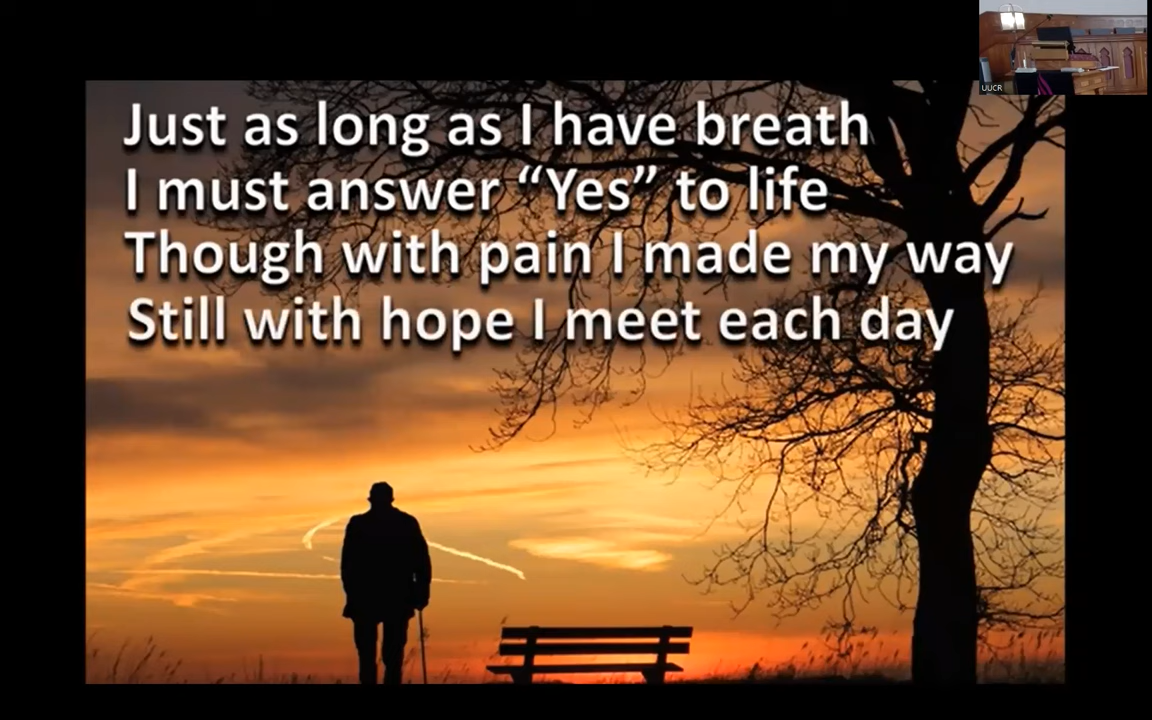 Just as long as I have breath
I must answer “Yes” to life
Though with pain I made my way
Still with hope I meet each day
UUCR